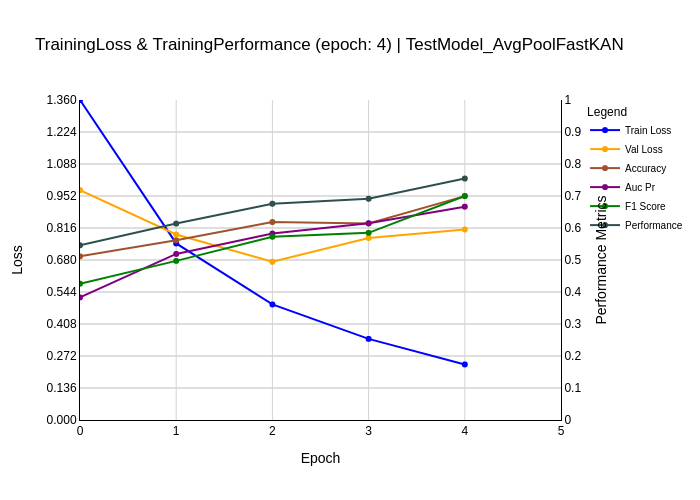 TrainingLoss & TrainingPerformance (epoch: 4) | TestModel_AvgPoolFastKAN
1.360
1.224
1.088
0.952
0.816
0.680
0.544
0.408
0.272
0.136
0.000
Loss
0
1
2
3
4
5
Epoch
1
0.9
0.8
0.7
0.6
0.5
0.4
0.3
0.2
0.1
0
Performance Metrics
Legend
Train Loss
Val Loss
Accuracy
Auc Pr
F1 Score
Performance